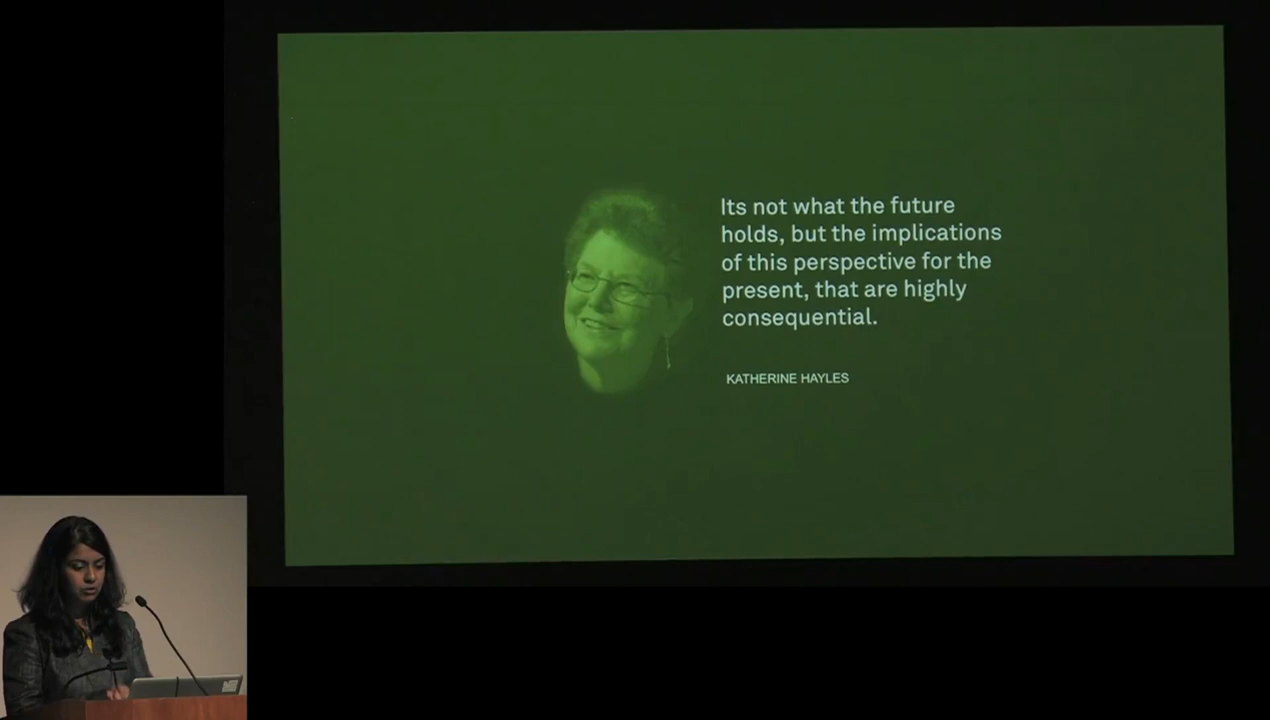 Its not what the future
holds, but the implications
of this perspective for the
present, that are highly
consequential.
KATHERINE HAYLES